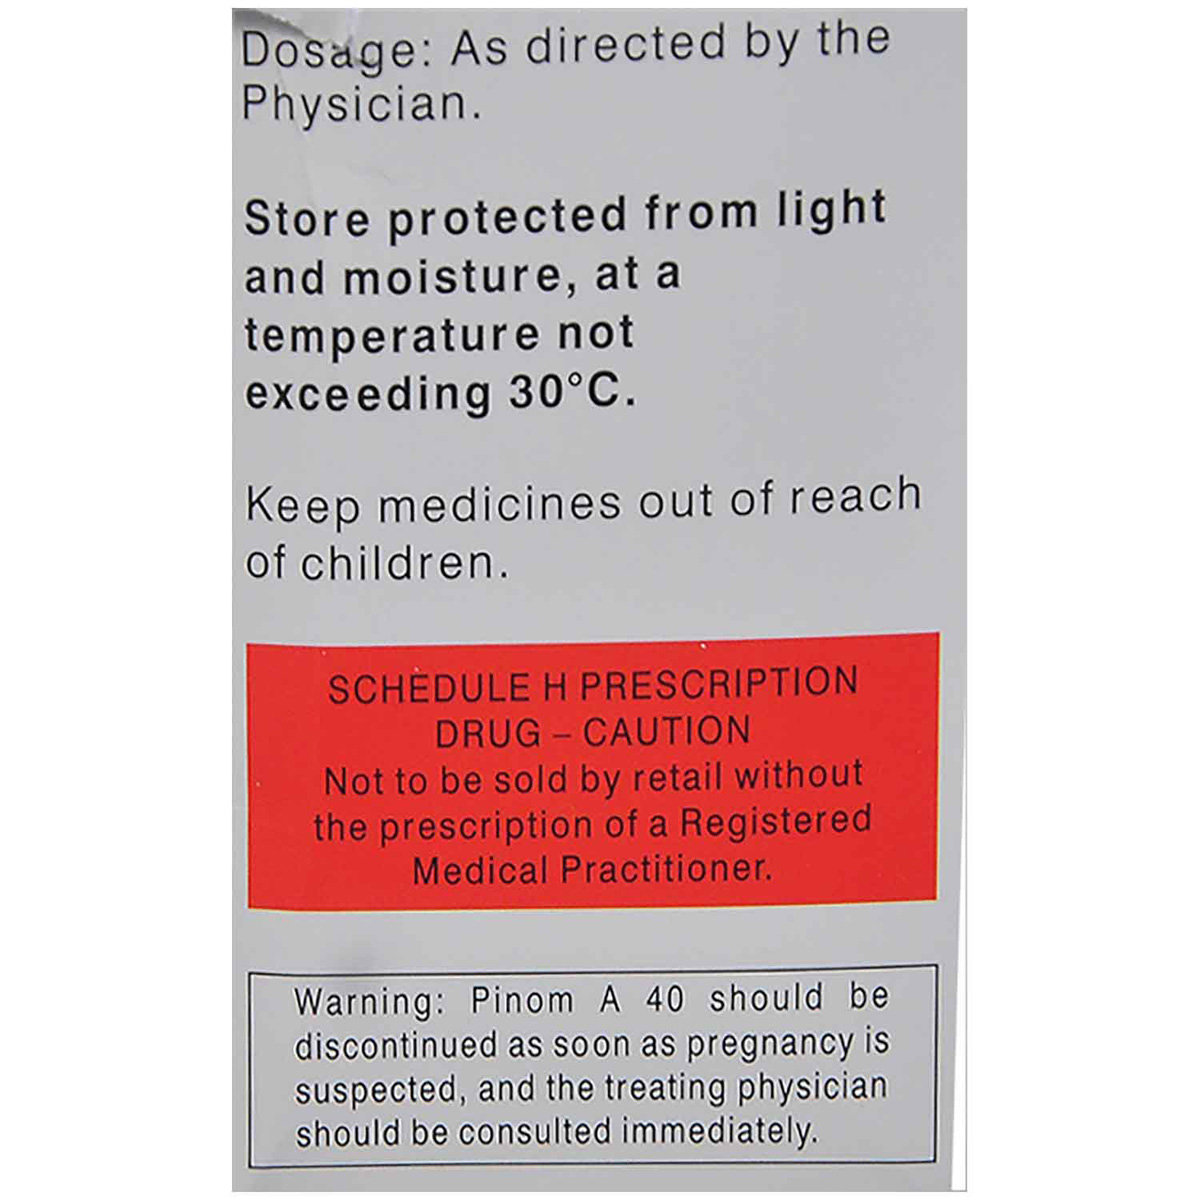 Dosage: As directed by the
Physician.
Store protected from light
and moisture, at a
temperature not
exceeding 30°C.
Keep medicines out of reach
of children.
SCHEDULE H PRESCRIPTION
DRUG – CAUTION
Not to be sold by retail without
the prescription of a Registered
Medical Practitioner.
Warning: Pinom A 40 should be
discontinued as soon as pregnancy is
suspected, and the treating physician
should be consulted immediately.